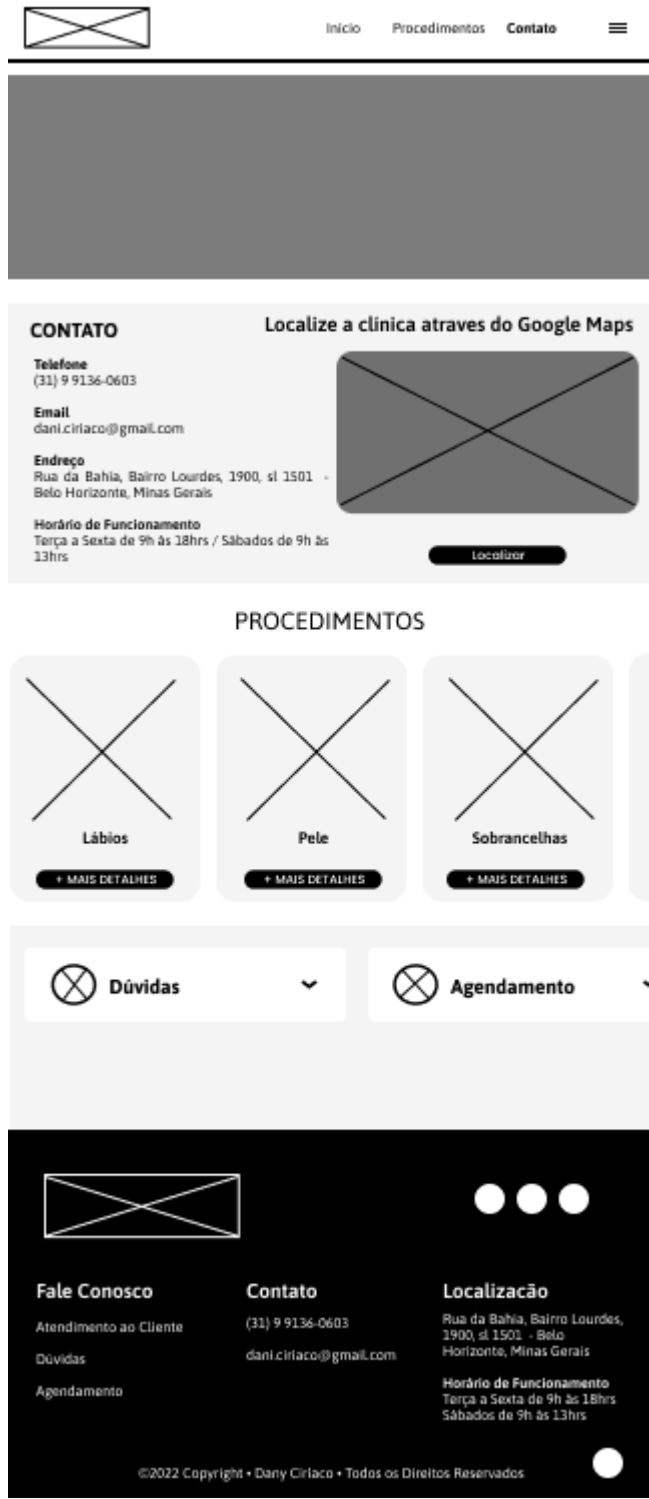 Inicio
Procedimentos
Contato
CONTATO
Localize a clinica atraves do Google Maps
Telefone
(31) 9 9136-0603
Email
dani.ciriaco@gmail.com
Endreço
Rua da Bahia, Bairro Lourdes, 1900, sl 1501 -
Belo Horizonte, Minas Gerais
Horário de Funcionamento
Terça a Sexta de 9h às 18hrs / Sábados de 9h às
13hrs
Localizar
PROCEDIMENTOS
Lábios
Pele
Sobrancelhas
+ MAIS DETALHES
+ MAIS DETALHES
+ MAIS DETALHES
Dúvidas
Agendamento
Fale Conosco
Atendimento ao Cliente
Dúvidas
Agendamento
Contato
(31) 9 9136-0603
dani.ciriaco@gmail.com
Localizacão
Rua da Bahia, Bairro Lourdes,
1900, sl 1501 - Belo
Horizonte, Minas Gerais
Horário de Funcionamento
Terça a Sexta de 9h às 18hrs
Sábados de 9h às 13hrs
©2022 Copyright • Dany Ciriaco • Todos os Direitos Reservados